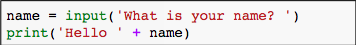 name = input('What is your name? ')
print('Hello ' + name)